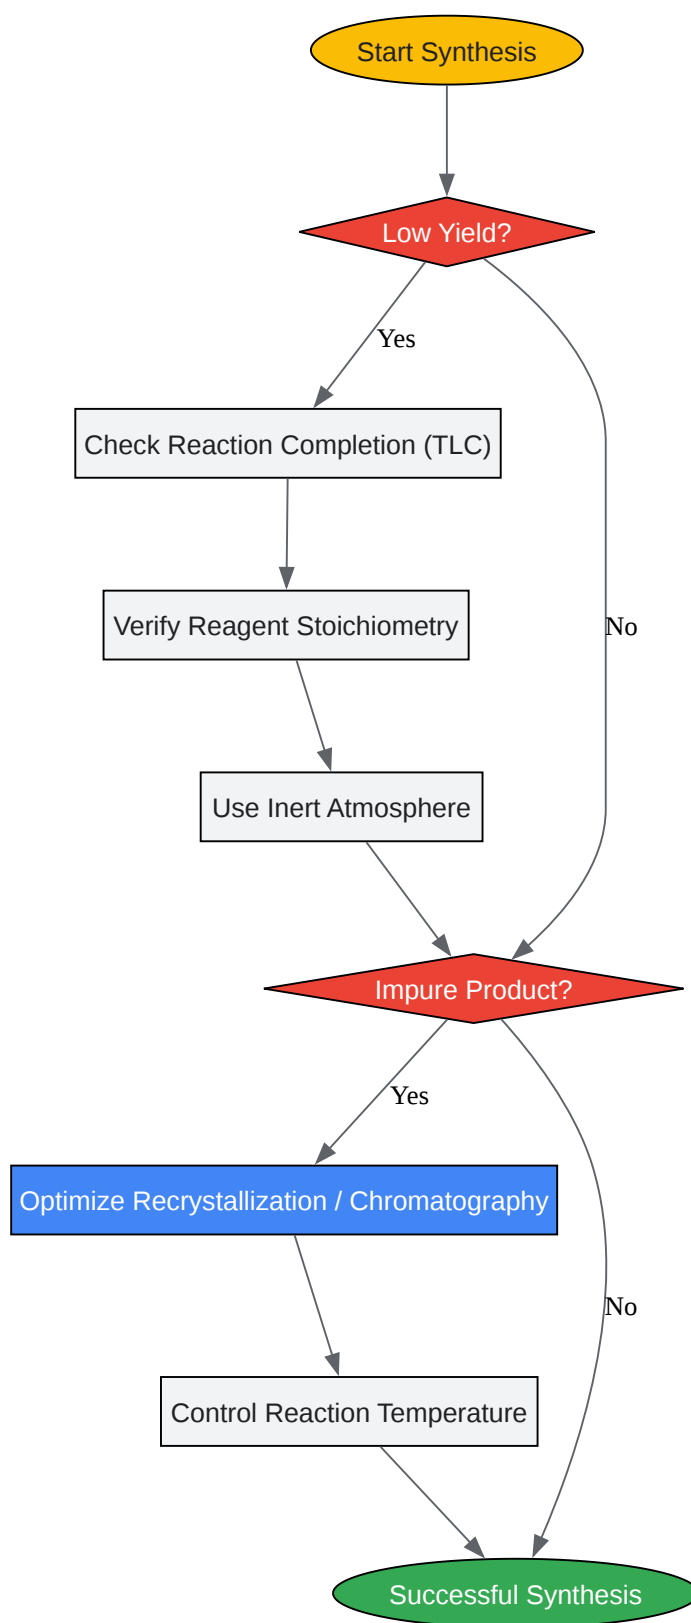 Start Synthesis
Low Yield?
Yes
Check Reaction Completion (TLC)
Verify Reagent Stoichiometry
No
Use Inert Atmosphere
Impure Product?
Yes
Optimize Recrystallization / Chromatography
No
Control Reaction Temperature
Successful Synthesis